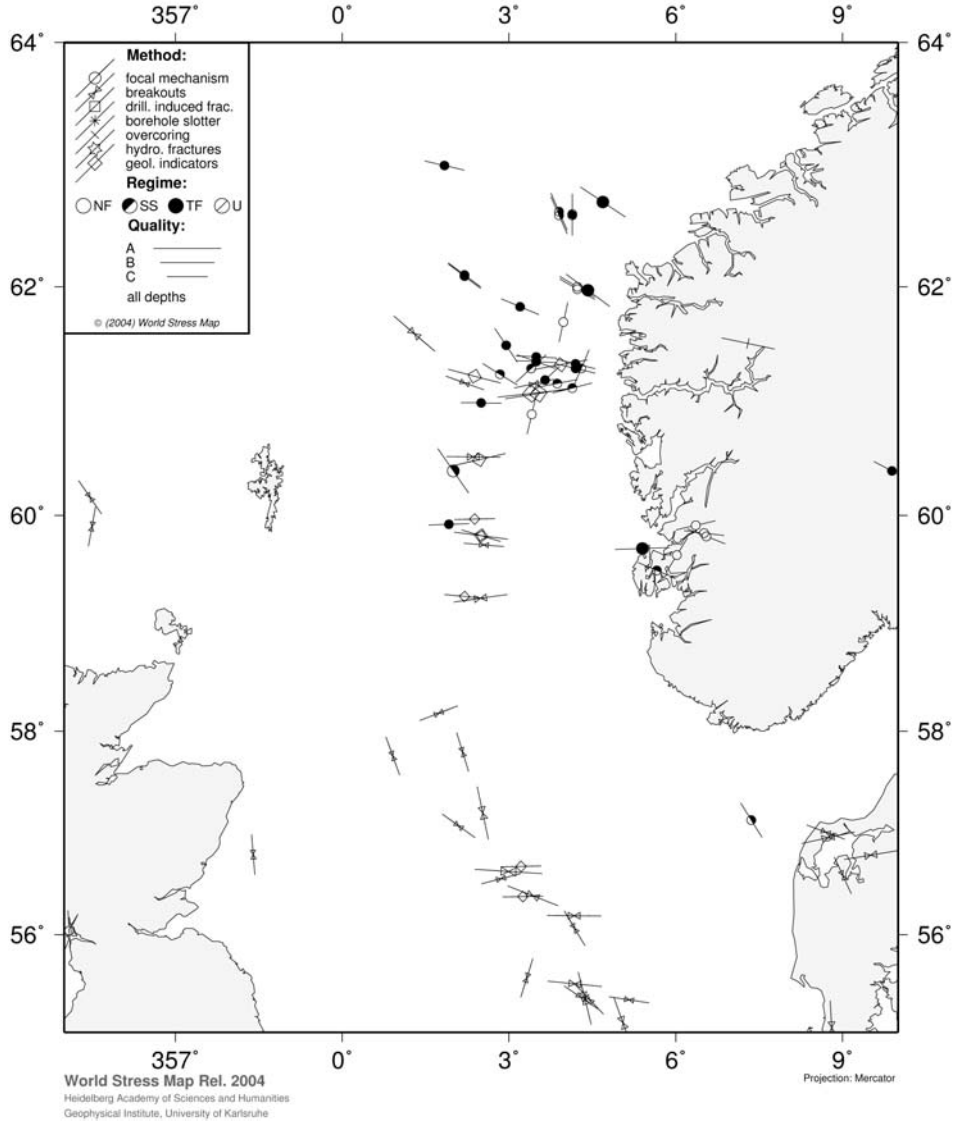 357° 0° 3° 6° 9°
64° 64°
Method:
focal mechanism
breakouts
drill. induced frac.
borehole slotter
overcoring
hydro. fractures
geol. indicators
Regime:
NF SS TF U
Quality:
A
B
C
all depths
© (2004) World Stress Map
62° 62°
60° 60°
58° 58°
56° 56°
357° 0° 3° 6° 9°
World Stress Map Rel. 2004
Projection: Mercator
Heidelberg Academy of Sciences and Humanities
Geophysical Institute, University of Karlsruhe